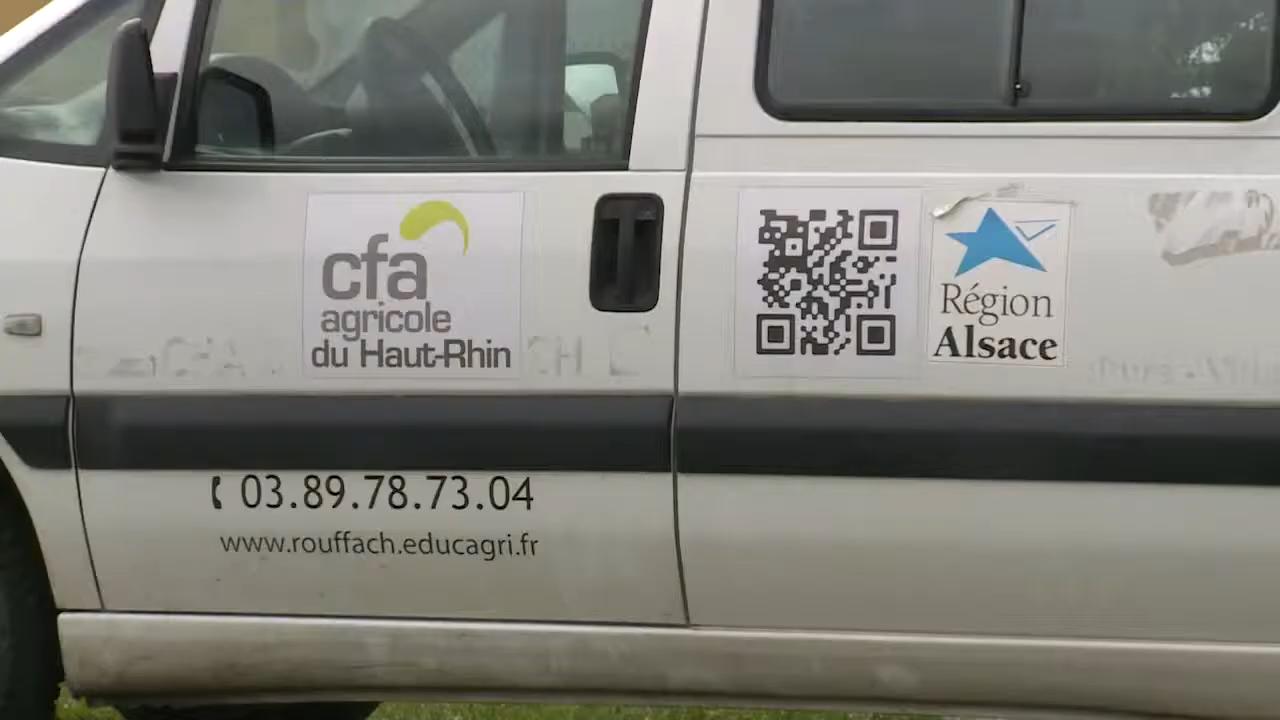 cfa
agricole
du Haut-Rhin
Région
Alsace
03.89.78.73.04
www.rouffach.educagri.fr